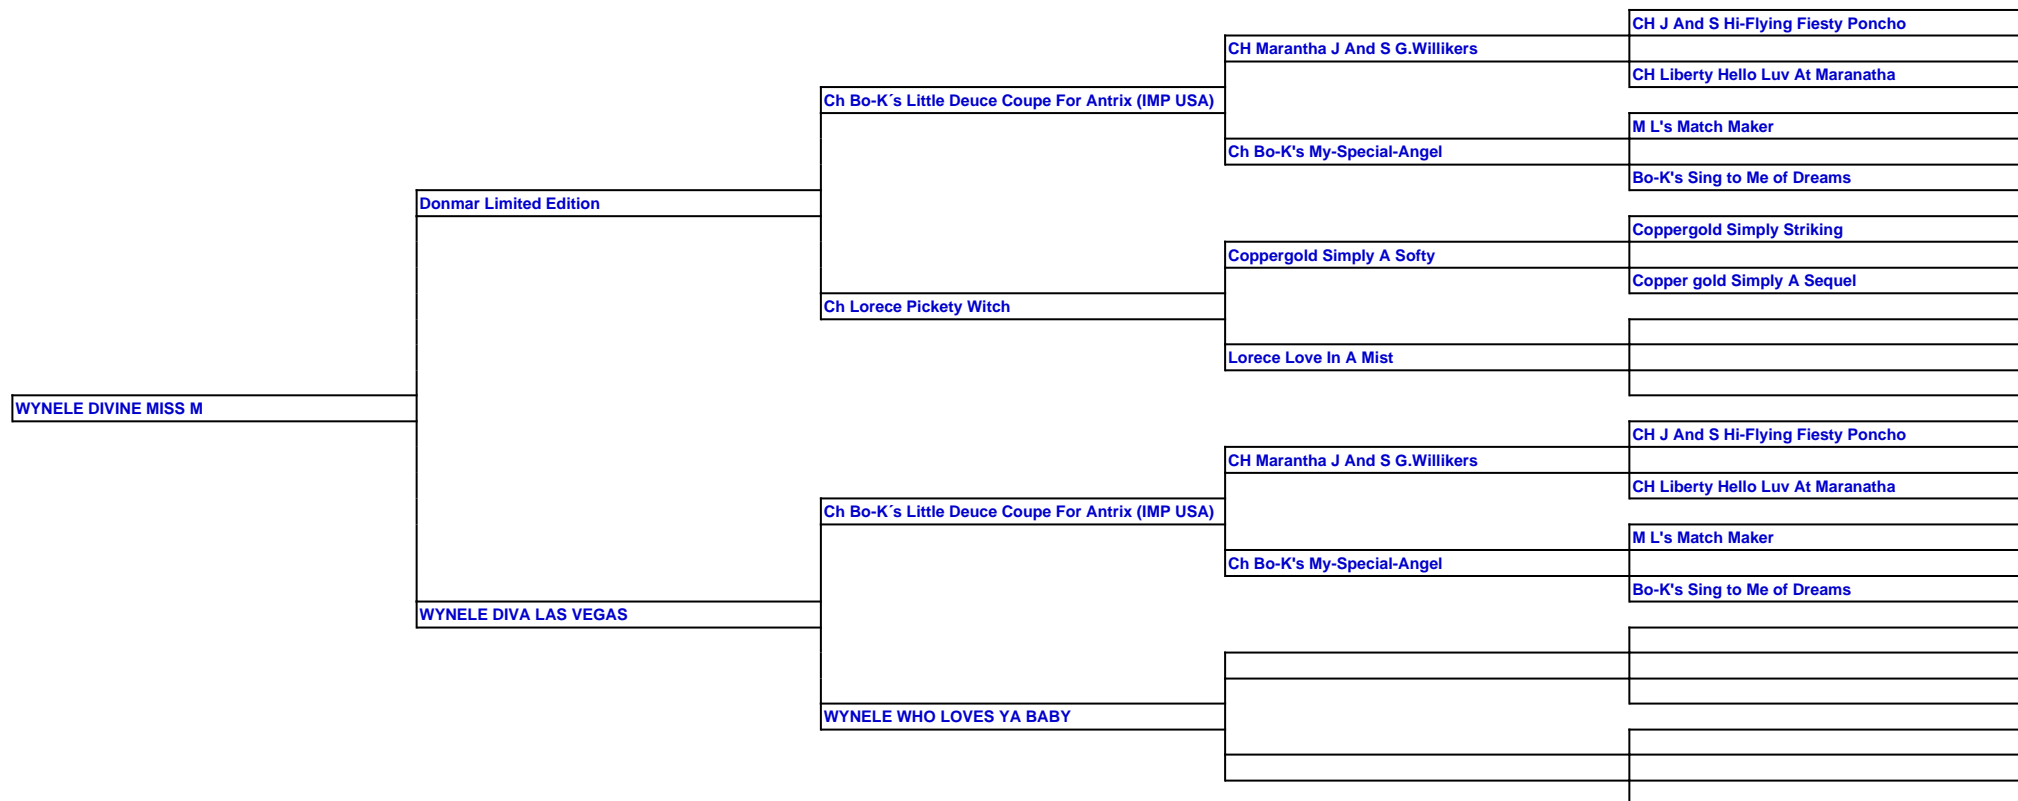 CH J And S Hi-Flying Fiesty Poncho
CH Marantha J And S G.Willikers
CH Liberty Hello Luv At Maranatha
Ch Bo-K´s Little Deuce Coupe For Antrix (IMP USA)
M L's Match Maker
Ch Bo-K's My-Special-Angel
Bo-K's Sing to Me of Dreams
Donmar Limited Edition
Coppergold Simply Striking
Coppergold Simply A Softy
Copper gold Simply A Sequel
Ch Lorece Pickety Witch
Lorece Love In A Mist
WYNELE DIVINE MISS M
CH J And S Hi-Flying Fiesty Poncho
CH Marantha J And S G.Willikers
CH Liberty Hello Luv At Maranatha
Ch Bo-K´s Little Deuce Coupe For Antrix (IMP USA)
M L's Match Maker
Ch Bo-K's My-Special-Angel
Bo-K's Sing to Me of Dreams
WYNELE DIVA LAS VEGAS
WYNELE WHO LOVES YA BABY